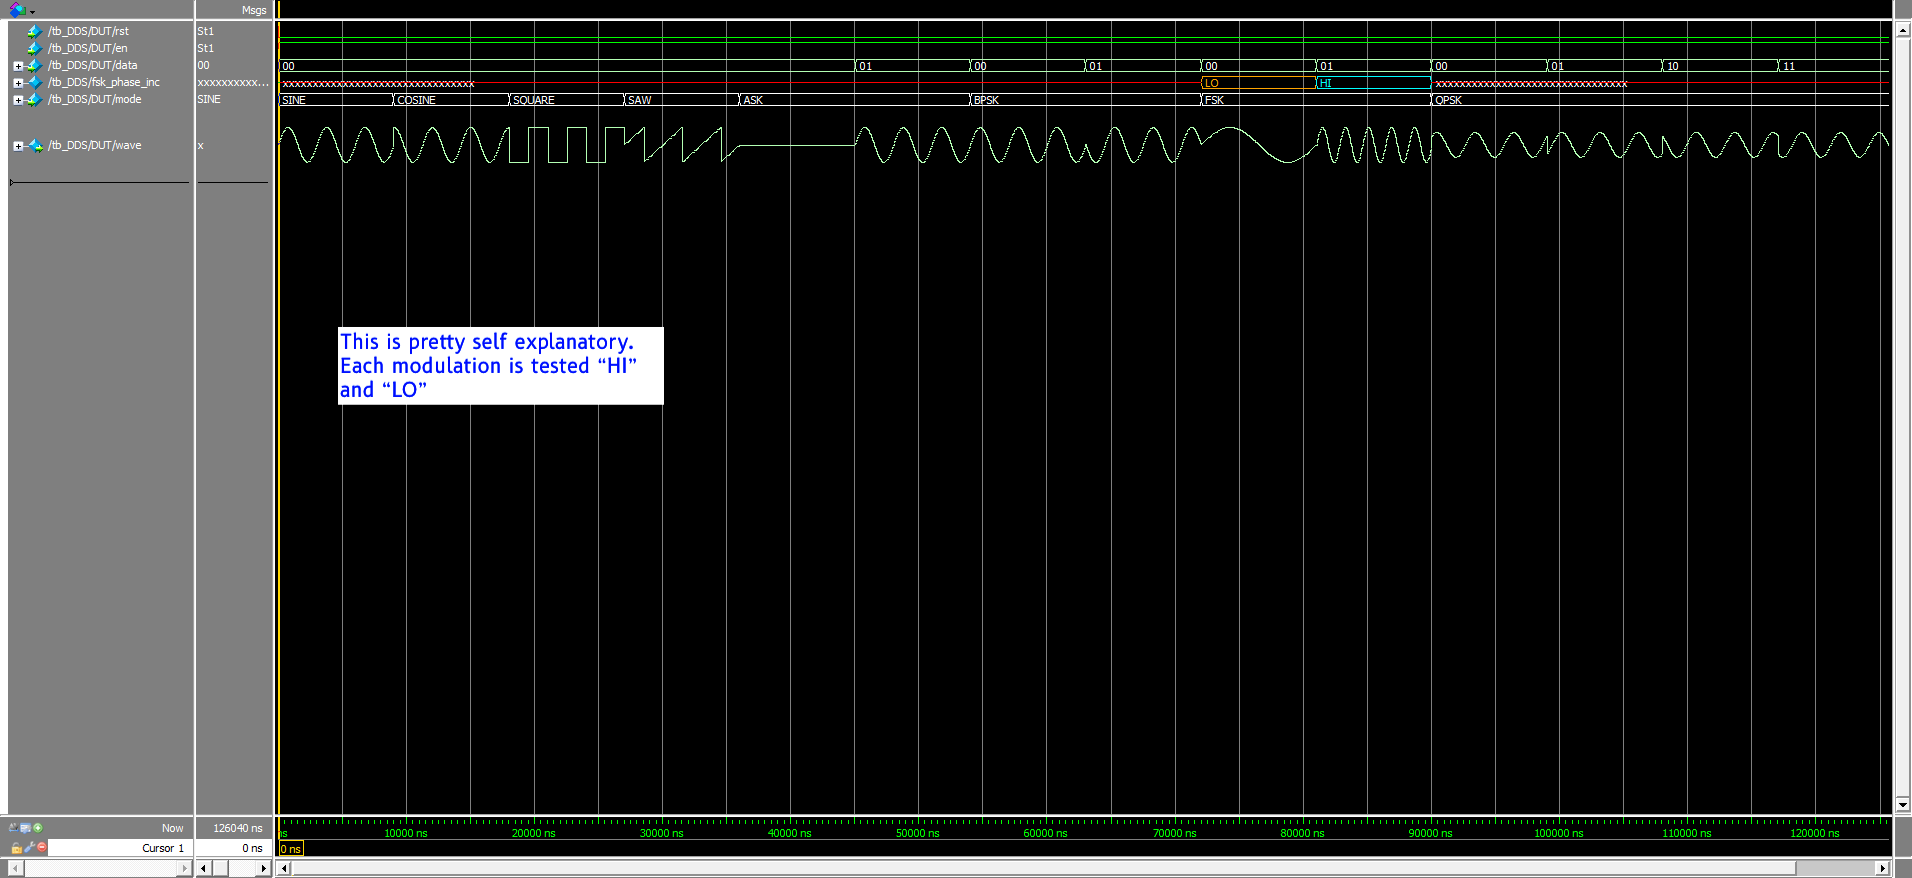 Msgs
/tb_DDS/DUT/rst St1
/tb_DDS/DUT/en St1
/tb_DDS/DUT/data 00 00 01 00 01 00 01 00 01 10 11
/tb_DDS/fsk_phase_inc xxxxxxxxxx... LO HI
/tb_DDS/DUT/mode SINE SINE COSINE SQUARE SAW ASK BPSK FSK QPSK
/tb_DDS/DUT/wave x
This is pretty self explanatory.
Each modulation is tested “HI”
and “LO”
Now 126040 ns ns 10000 ns 20000 ns 30000 ns 40000 ns 50000 ns 60000 ns 70000 ns 80000 ns 90000 ns 100000 ns 110000 ns 120000 ns
Cursor 1 0 ns 0 ns